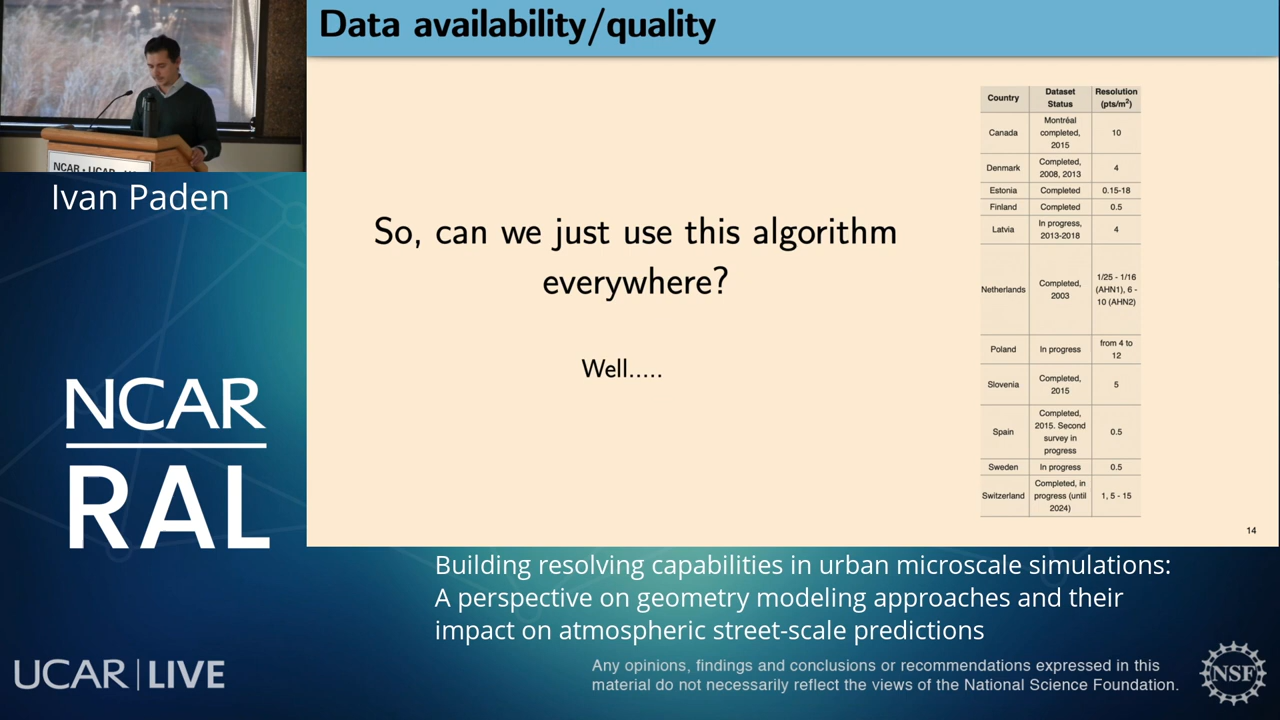 Data availability/quality
NCAR • UCAR
Ivan Paden
So, can we just use this algorithm
everywhere?
Well.....
Country
Dataset
Status
Resolution
(pts/m²)
Canada
Montréal
completed,
2015
10
Denmark
Completed,
2008, 2013
4
Estonia
Completed
0.15-18
Finland
Completed
0.5
Latvia
In progress,
2013-2018
4
Netherlands
Completed,
2003
1/25 - 1/16
(AHN1), 6 -
10 (AHN2)
Poland
In progress
from 4 to
12
Slovenia
Completed,
2015
5
Spain
Completed,
2015. Second
survey in
progress
0.5
Sweden
In progress
0.5
Switzerland
Completed, in
progress (until
2024)
1, 5 - 15
14
NCAR
RAL
Building resolving capabilities in urban microscale simulations:
A perspective on geometry modeling approaches and their
impact on atmospheric street-scale predictions
UCAR | LIVE
Any opinions, findings and conclusions or recommendations expressed in this
material do not necessarily reflect the views of the National Science Foundation.
NSF